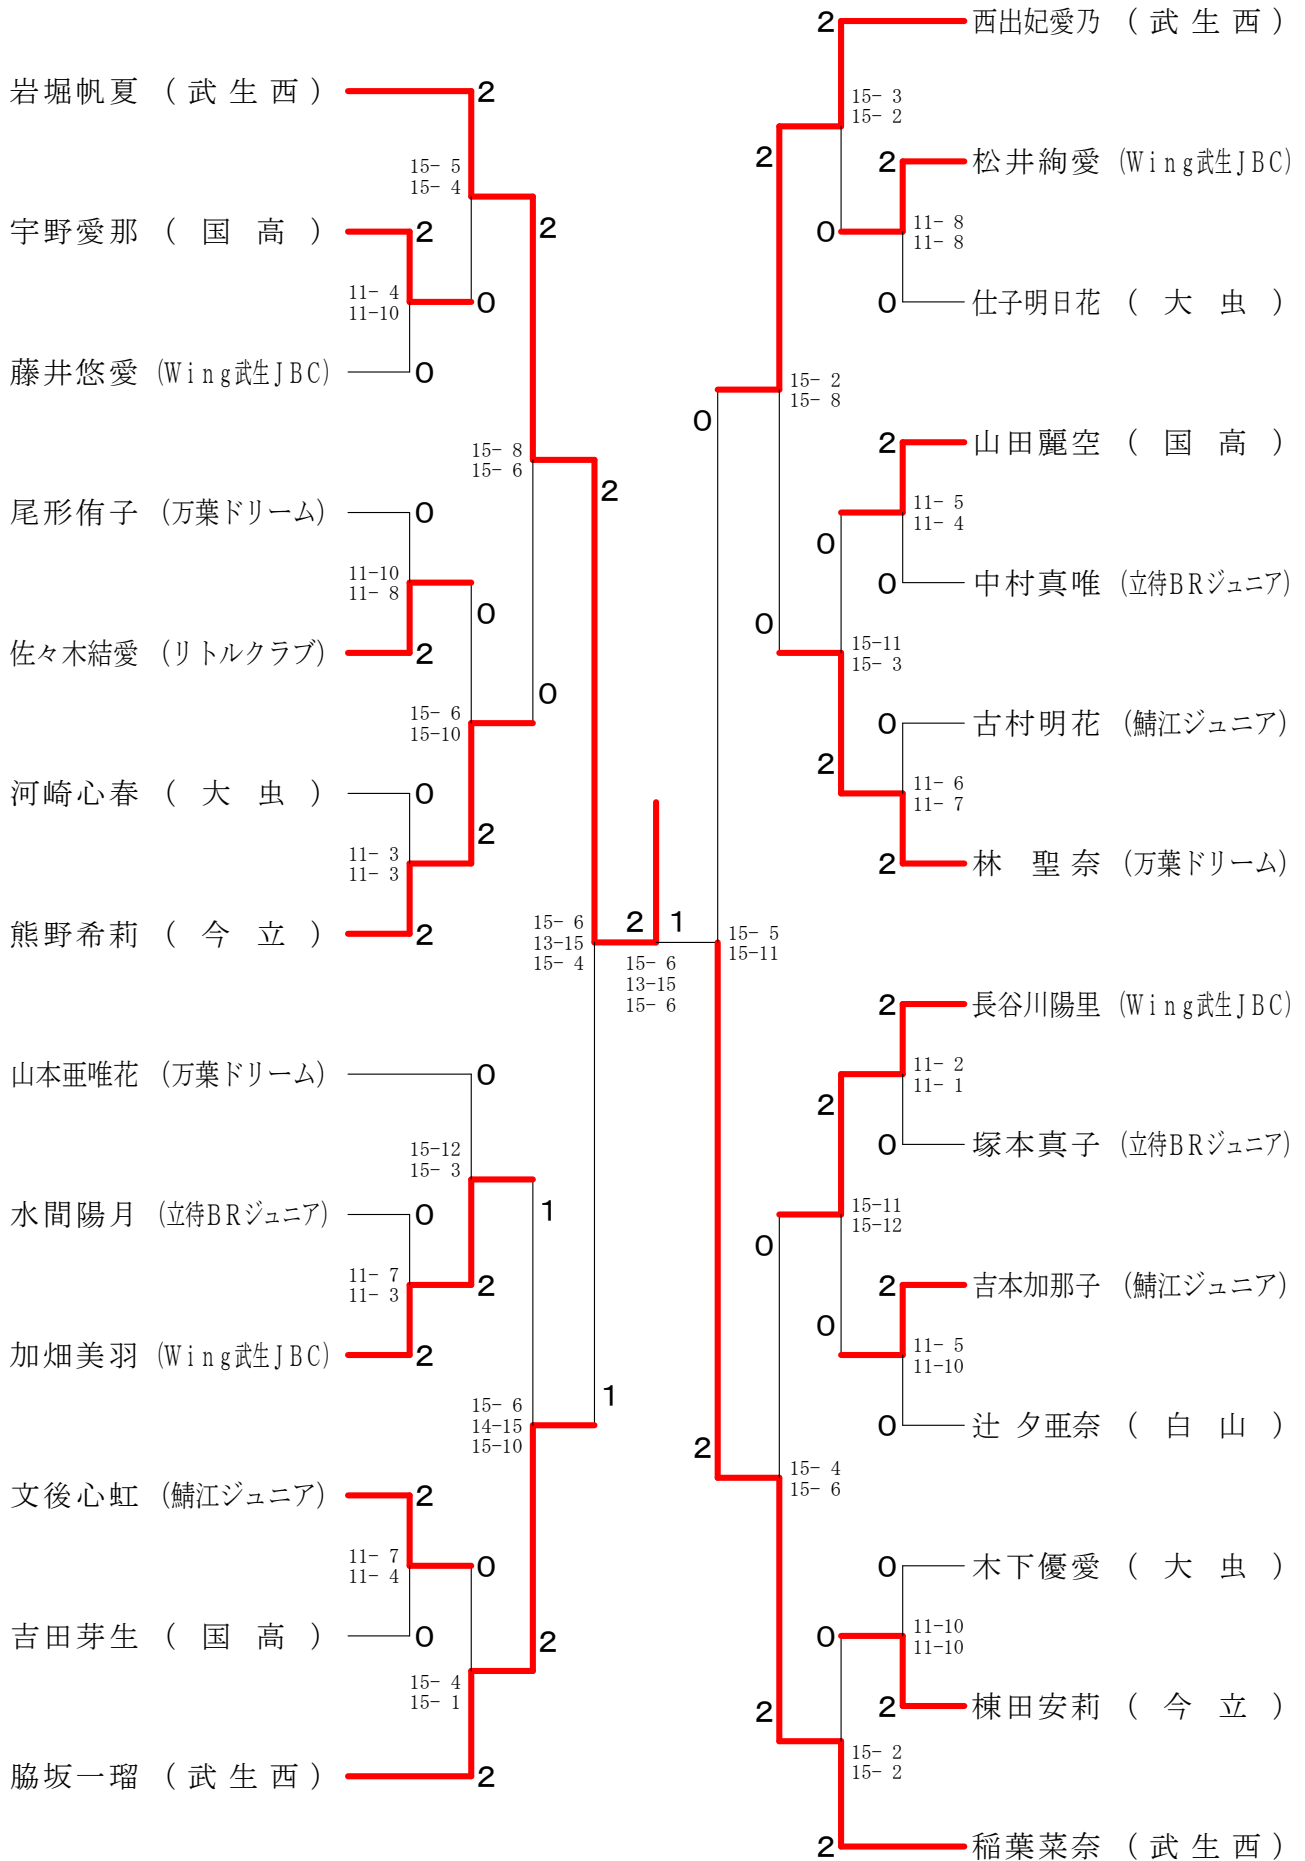 岩堀帆夏 (武生西) 2
15- 5
15- 4
宇野愛那 (国高) 2
2
11- 4
11-10
0
藤井悠愛 (Wing武生JBC) 0
15- 8
15- 6
2
尾形侑子 (万葉ドリーム) 0
11-10
11- 8
0
佐々木結愛 (リトルクラブ) 2
0
15- 6
15-10
河崎心春 (大虫) 0
2
11- 3
11- 3
熊野希莉 (今立) 2
15- 6
13-15
15- 4
山本亜唯花 (万葉ドリーム) 0
15-12
15- 3
水間陽月 (立待BRジュニア) 0
1
11- 7
11- 3
2
加畑美羽 (Wing武生JBC) 2
1
15- 6
14-15
15-10
文後心虹 (鯖江ジュニア) 2
11- 7
11- 4
0
吉田芽生 (国高) 0
2
15- 4
15- 1
脇坂一瑠 (武生西) 2
2 1
15- 6
13-15
15- 6
2 西出妃愛乃 (武生西)
15- 3
15- 2
2
2 松井絢愛 (Wing武生JBC)
0
11- 8
11- 8
0 仕子明日花 (大虫)
15- 2
15- 8
0
2 山田麗空 (国高)
11- 5
11- 4
0
0 中村真唯 (立待BRジュニア)
0
15-11
15- 3
0 古村明花 (鯖江ジュニア)
2
11- 6
11- 7
2 林 聖奈 (万葉ドリーム)
15- 5
15-11
2 長谷川陽里 (Wing武生JBC)
11- 2
11- 1
2
0 塚本真子 (立待BRジュニア)
15-11
15-12
0
2 吉本加那子 (鯖江ジュニア)
0
11- 5
11-10
0 辻 夕亜奈 (白山)
2
15- 4
15- 6
0 木下優愛 (大虫)
0
11-10
11-10
2 棟田安莉 (今立)
2
15- 2
15- 2
2 稲葉菜奈 (武生西)